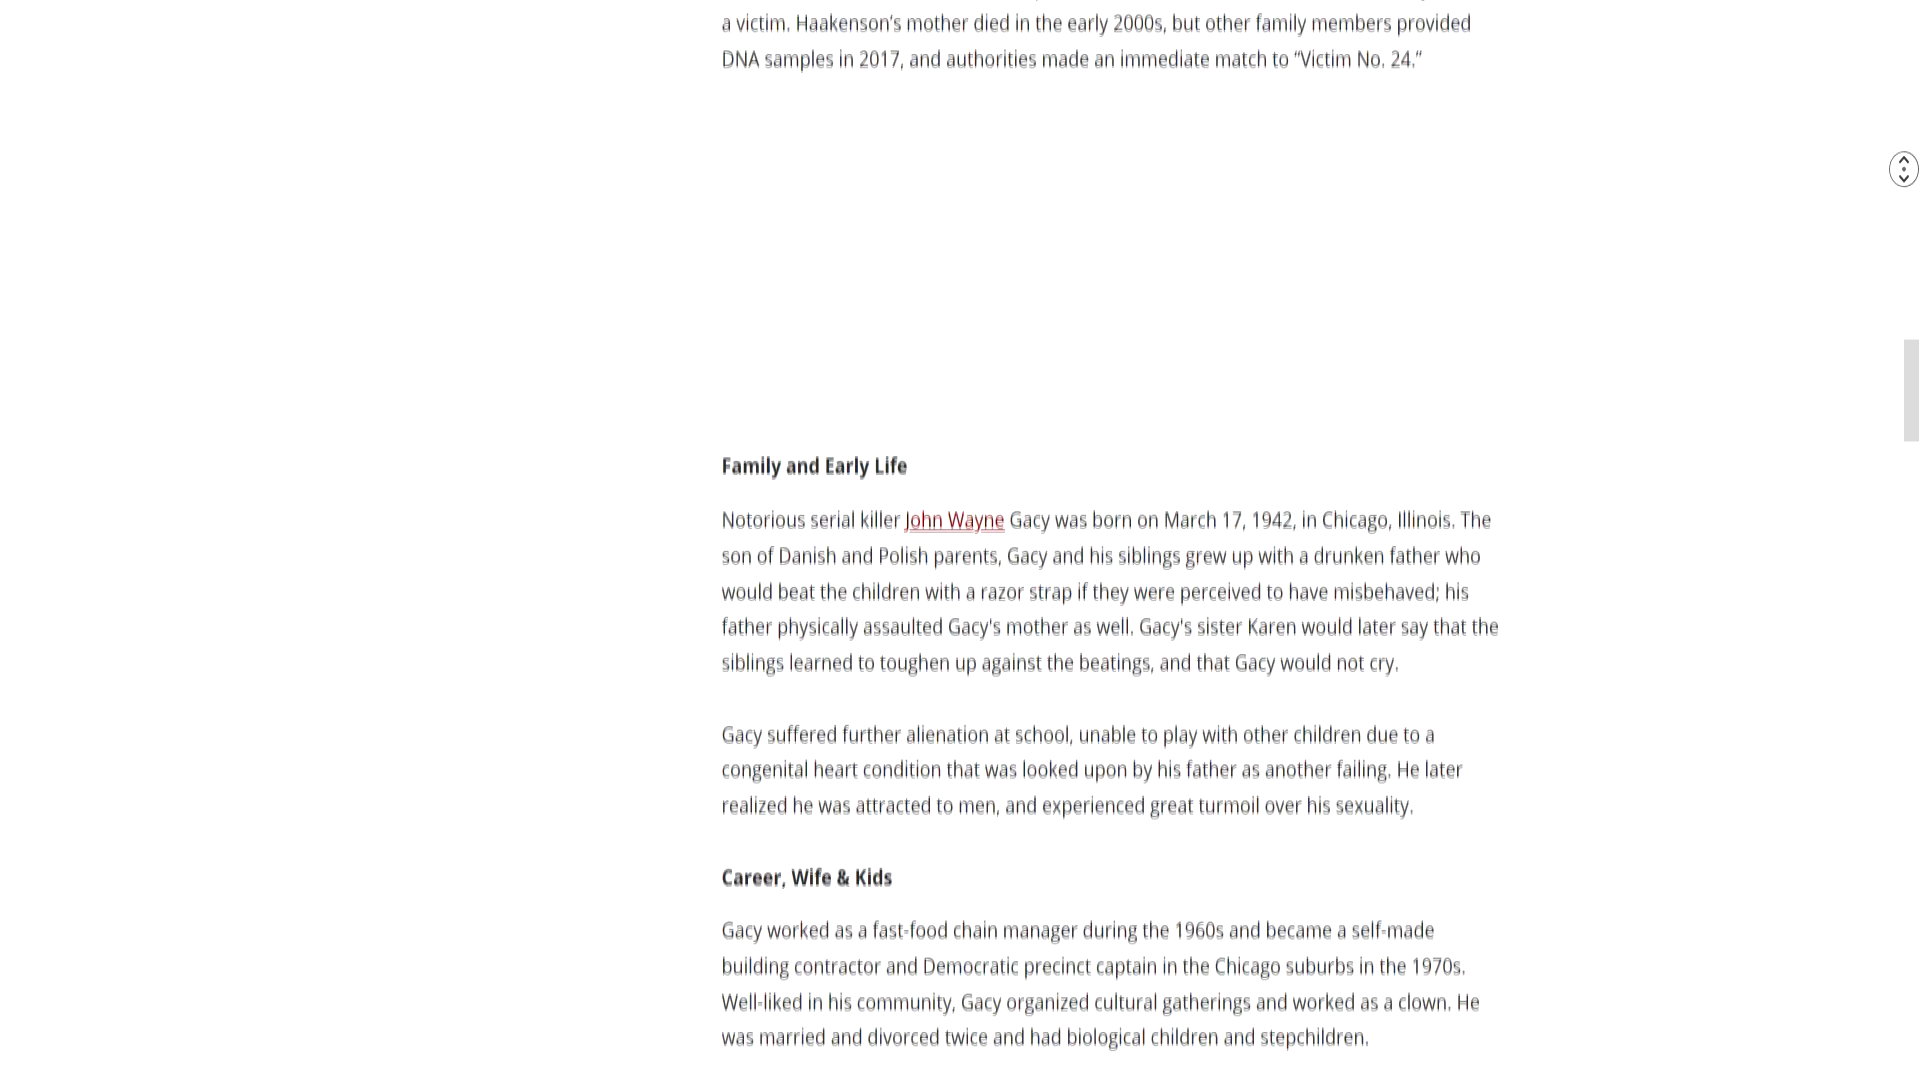 a victim. Haakenson’s mother died in the early 2000s, but other family members provided
DNA samples in 2017, and authorities made an immediate match to “Victim No. 24.”
Family and Early Life
Notorious serial killer John Wayne Gacy was born on March 17, 1942, in Chicago, Illinois. The
son of Danish and Polish parents, Gacy and his siblings grew up with a drunken father who
would beat the children with a razor strap if they were perceived to have misbehaved; his
father physically assaulted Gacy's mother as well. Gacy's sister Karen would later say that the
siblings learned to toughen up against the beatings, and that Gacy would not cry.
Gacy suffered further alienation at school, unable to play with other children due to a
congenital heart condition that was looked upon by his father as another failing. He later
realized he was attracted to men, and experienced great turmoil over his sexuality.
Career, Wife & Kids
Gacy worked as a fast-food chain manager during the 1960s and became a self-made
building contractor and Democratic precinct captain in the Chicago suburbs in the 1970s.
Well-liked in his community, Gacy organized cultural gatherings and worked as a clown. He
was married and divorced twice and had biological children and stepchildren.